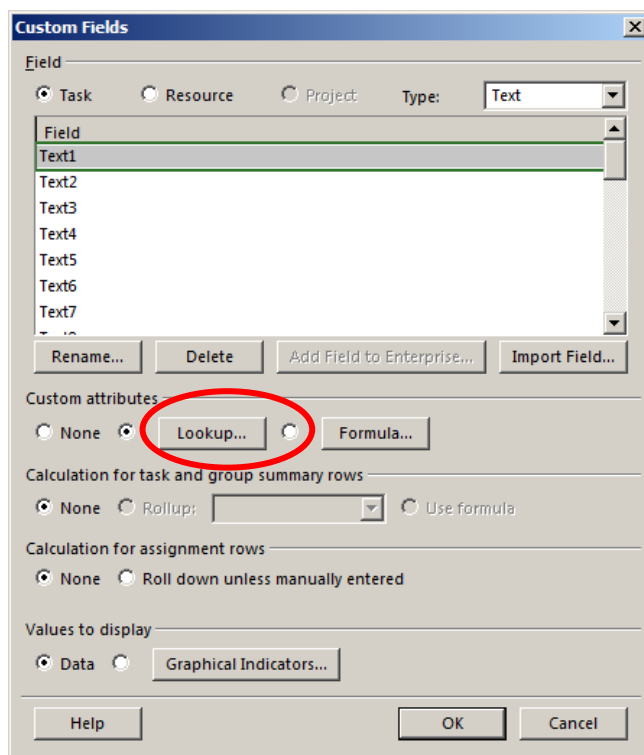 Custom Fields
Field
Task Resource Project Type: Text
Field
Text1
Text2
Text3
Text4
Text5
Text6
Text7
Rename... Delete Add Field to Enterprise... Import Field...
Custom attributes
None Lookup... Formula...
Calculation for task and group summary rows
None Rollup: Use formula
Calculation for assignment rows
None Roll down unless manually entered
Values to display
Data Graphical Indicators...
Help OK Cancel